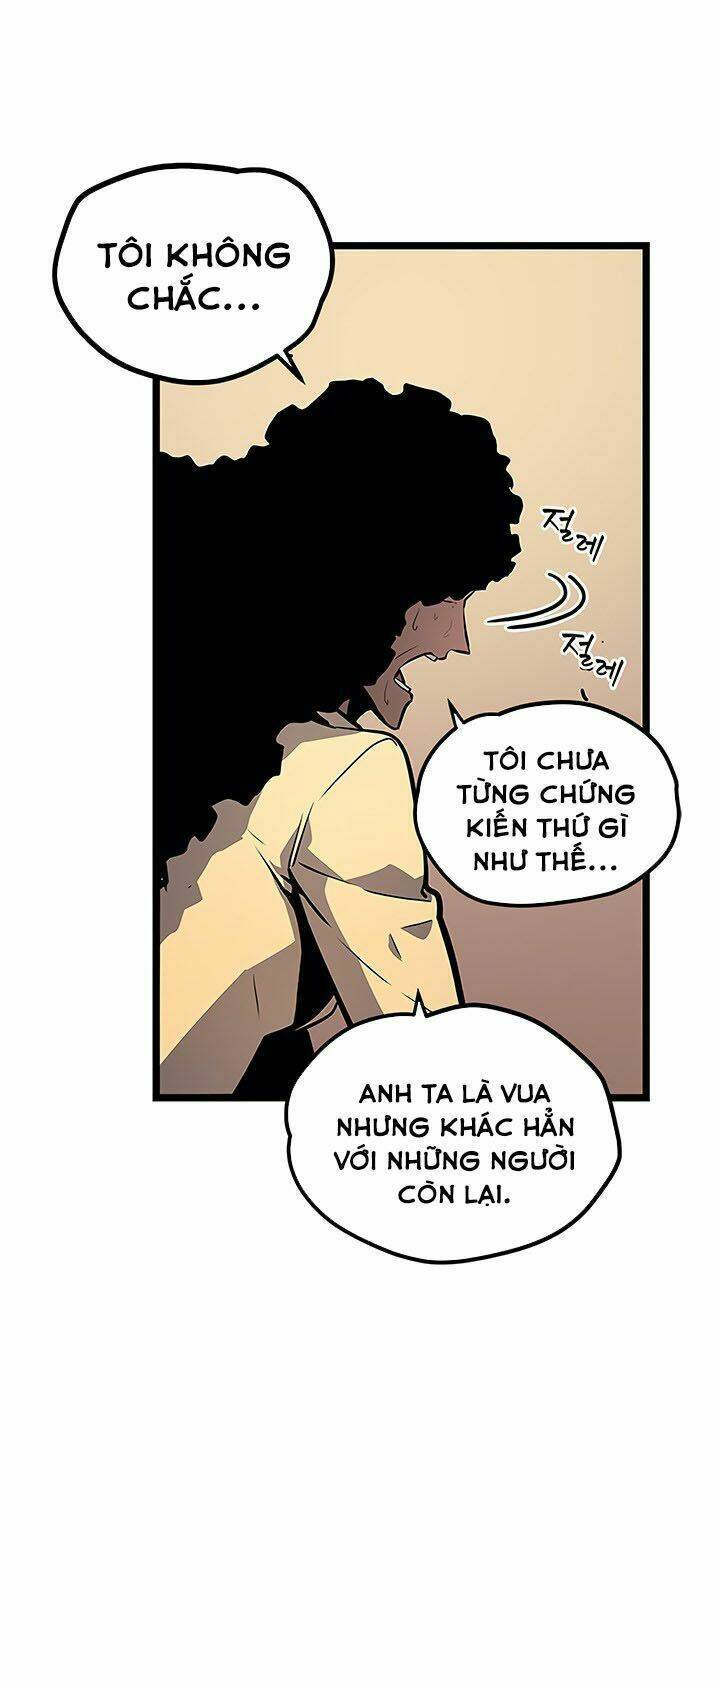 TÔI KHÔNG
CHẮC...
절레
절레
TÔI CHƯA
TỪNG CHỨNG
KIẾN THỨ GÌ
NHƯ THẾ...
ANH TA LÀ VUA
NHƯNG KHÁC HẲN
VỚI NHỮNG NGƯỜI
CÒN LẠI.